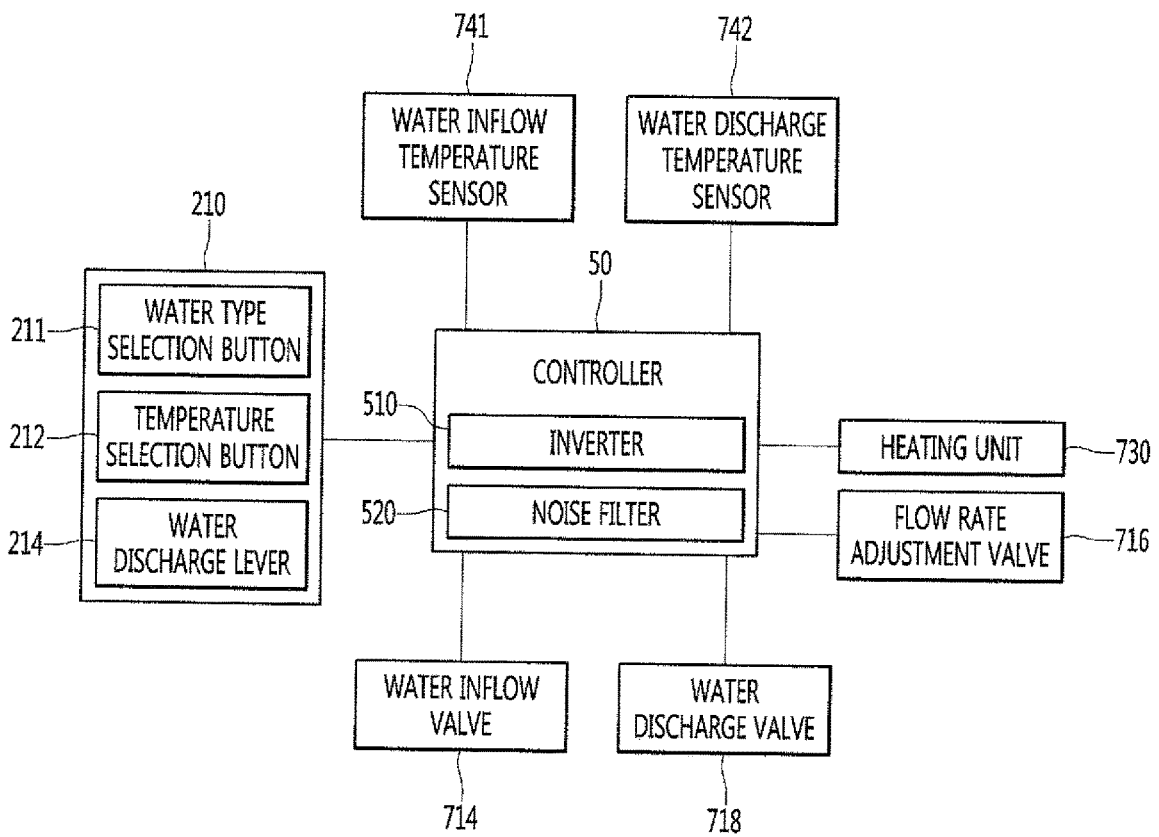 741
742
WATER INFLOW
TEMPERATURE
SENSOR
WATER DISCHARGE
TEMPERATURE
SENSOR
210
50
211
WATER TYPE
SELECTION BUTTON
CONTROLLER
212
TEMPERATURE
SELECTION BUTTON
510
INVERTER
HEATING UNIT
730
214
WATER
DISCHARGE LEVER
520
NOISE FILTER
FLOW RATE
ADJUSTMENT VALVE
716
WATER INFLOW
VALVE
WATER
DISCHARGE VALVE
714
718